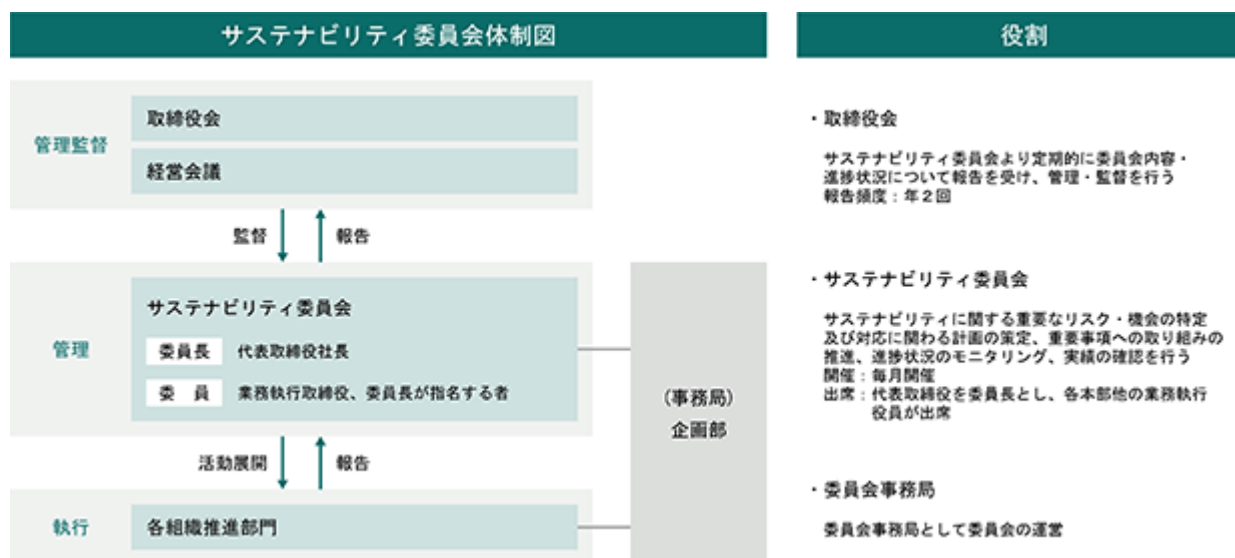 サステナビリティ委員会体制図
管理監督
取締役会
経営会議
監督
報告
管理
サステナビリティ委員会
委員長 代表取締役社長
委員 業務執行取締役、委員長が指名する者
(事務局)
企画部
活動展開
報告
執行
各組織推進部門
役割
・取締役会
サステナビリティ委員会より定期的に委員会内容・
進捗状況について報告を受け、管理・監督を行う
報告頻度：年２回
・サステナビリティ委員会
サステナビリティに関する重要なリスク・機会の特定
及び対応に関わる計画の策定、重要事項への取り組みの
推進、進捗状況のモニタリング、実績の確認を行う
開催：毎月開催
出席：代表取締役を委員長とし、各本部他の業務執行
役員が出席
・委員会事務局
委員会事務局として委員会の運営